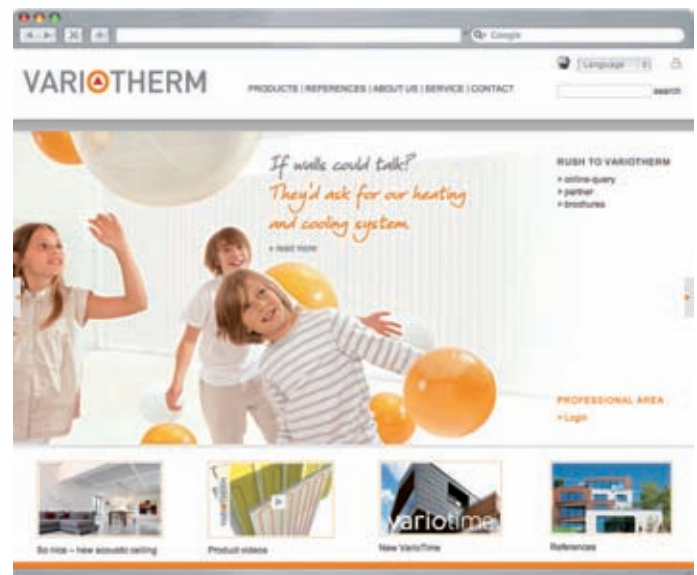 Google
VARIOTHERM
PRODUCTS | REFERENCES | ABOUT US | SERVICE | CONTACT
Language
search
If walls could talk?
They'd ask for our heating
and cooling system.
» read more
RUSH TO VARIOTHERM
> online-query
> partner
> brochures
PROFESSIONAL AREA
> Login
variotime
So nice – new acoustic ceiling
Product videos
New VarioTime
References